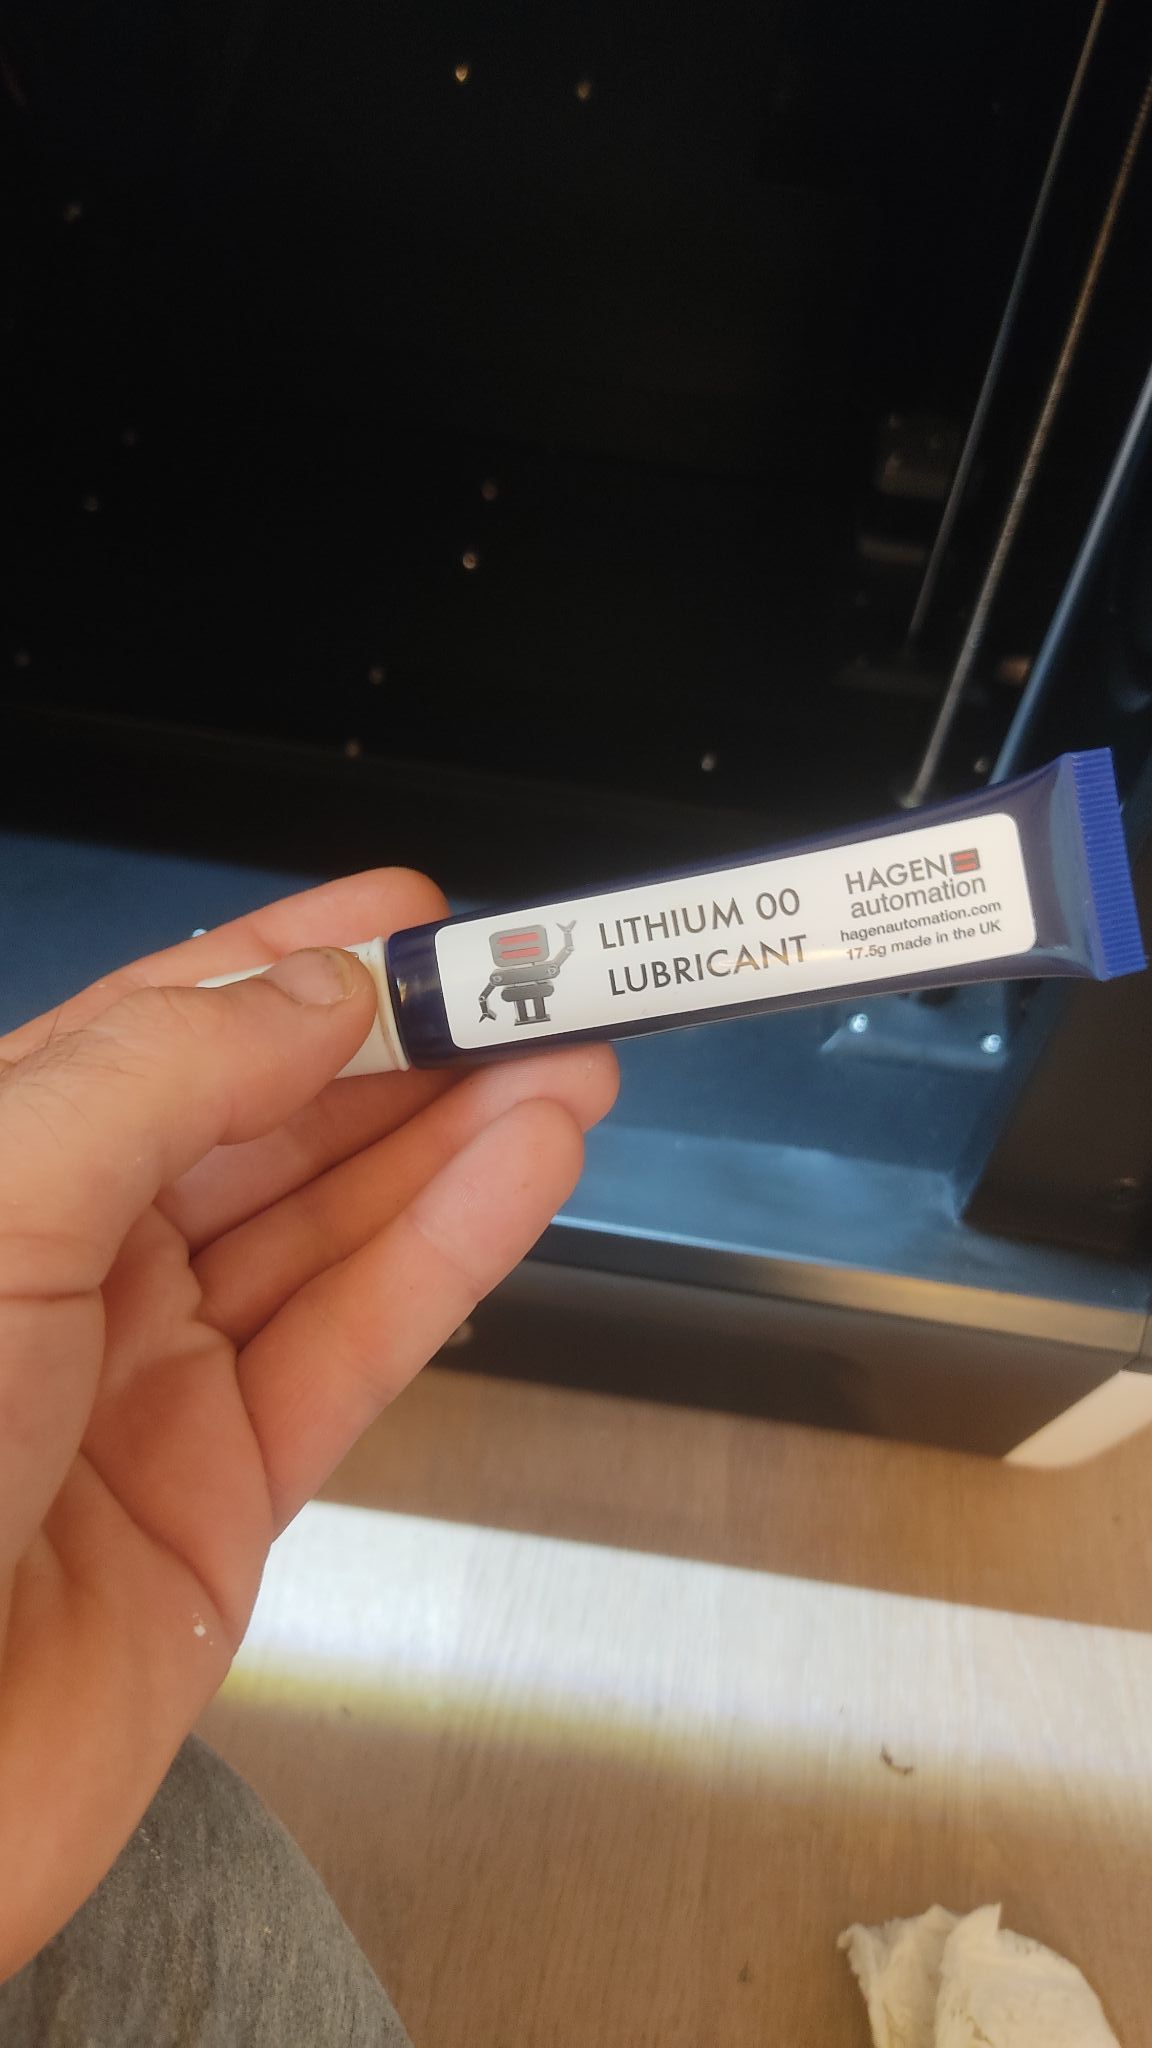 LITHIUM 00
LUBRICANT
HAGEN
automation
hagenautomation.com
17.5g made in the UK